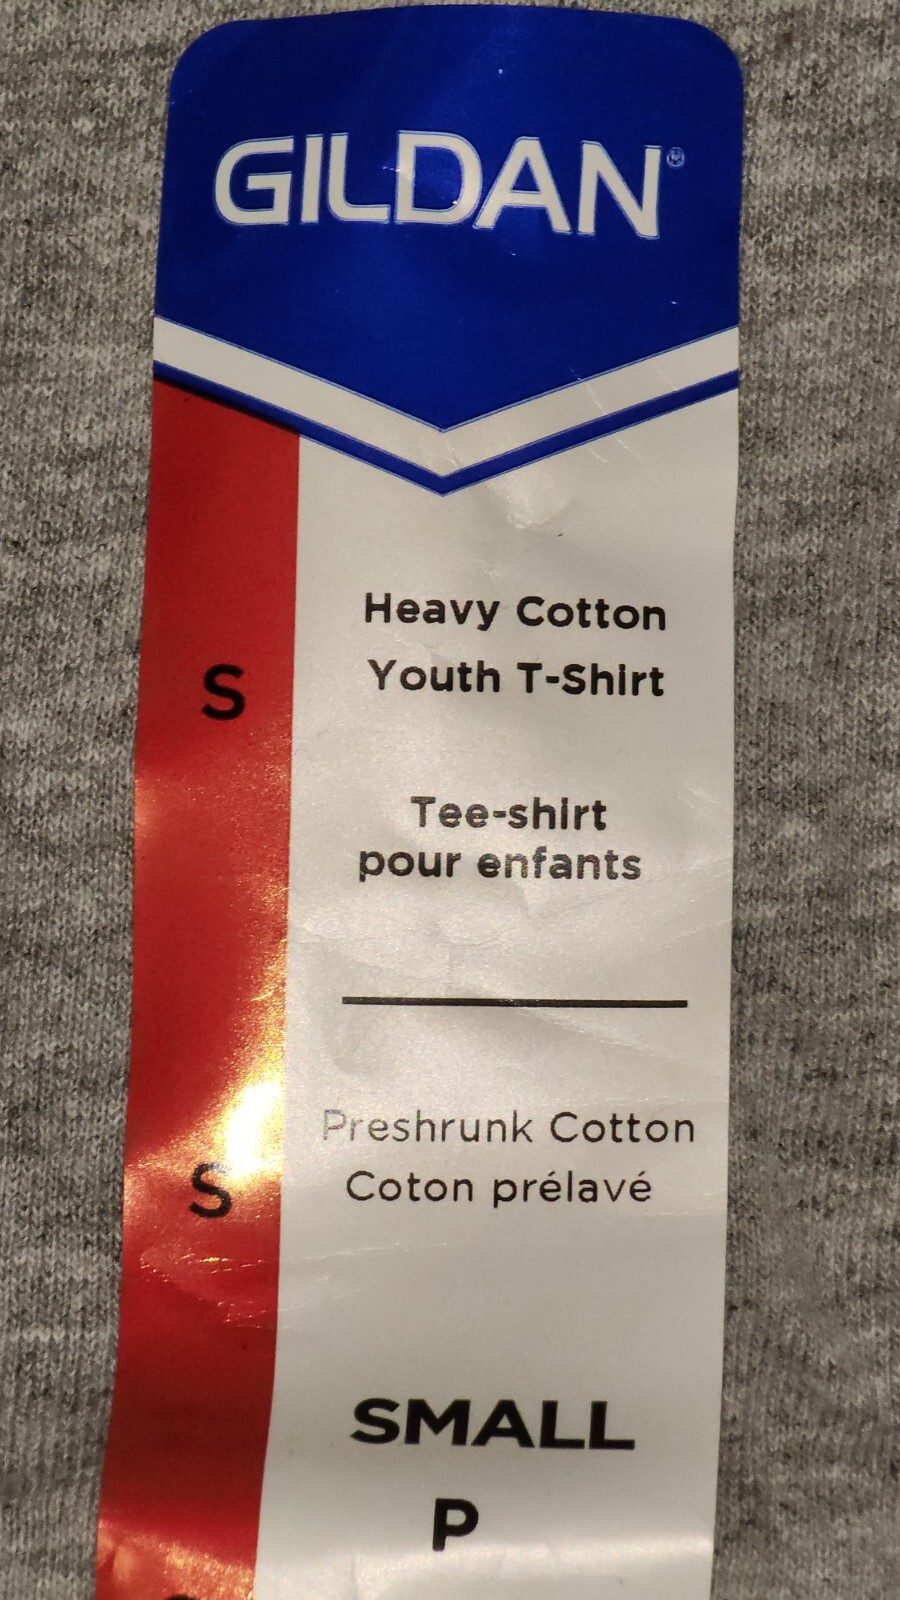 GILDAN®
Heavy Cotton
Youth T-Shirt
S
Tee-shirt
pour enfants
Preshrunk Cotton
Coton prélavé
S
SMALL
P